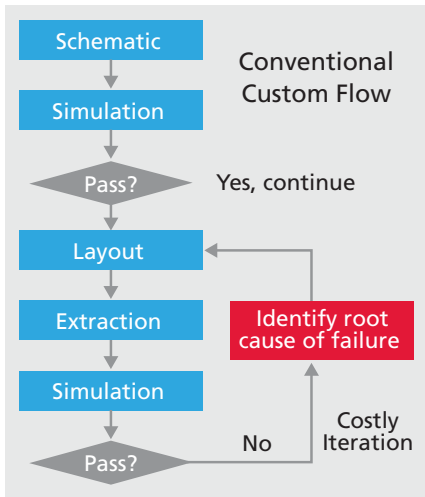 Schematic
Conventional
Custom Flow
Simulation
Pass?
Yes, continue
Layout
Extraction
Identify root
cause of failure
Simulation
Costly
Iteration
No
Pass?